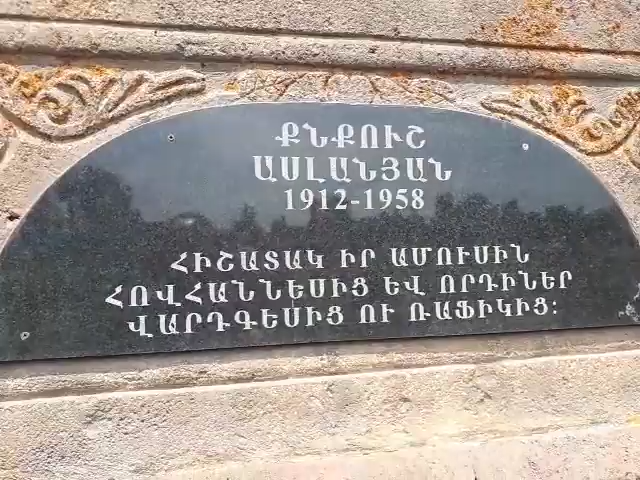 ՔՆՔՈՒՇ
ԱՍԼԱՆՅԱՆ
1912-1958
ՀԻՇԱՏԱԿ ԻՐ ԱՄՈՒՍԻՆ
ՀՈՎՀԱՆՆԵՍԻՑ ԵՎ ՈՐԴԻՆԵՐ
ՎԱՐԴԳԵՍԻՑ ՈՒ ՌԱՖԻԿԻՑ: